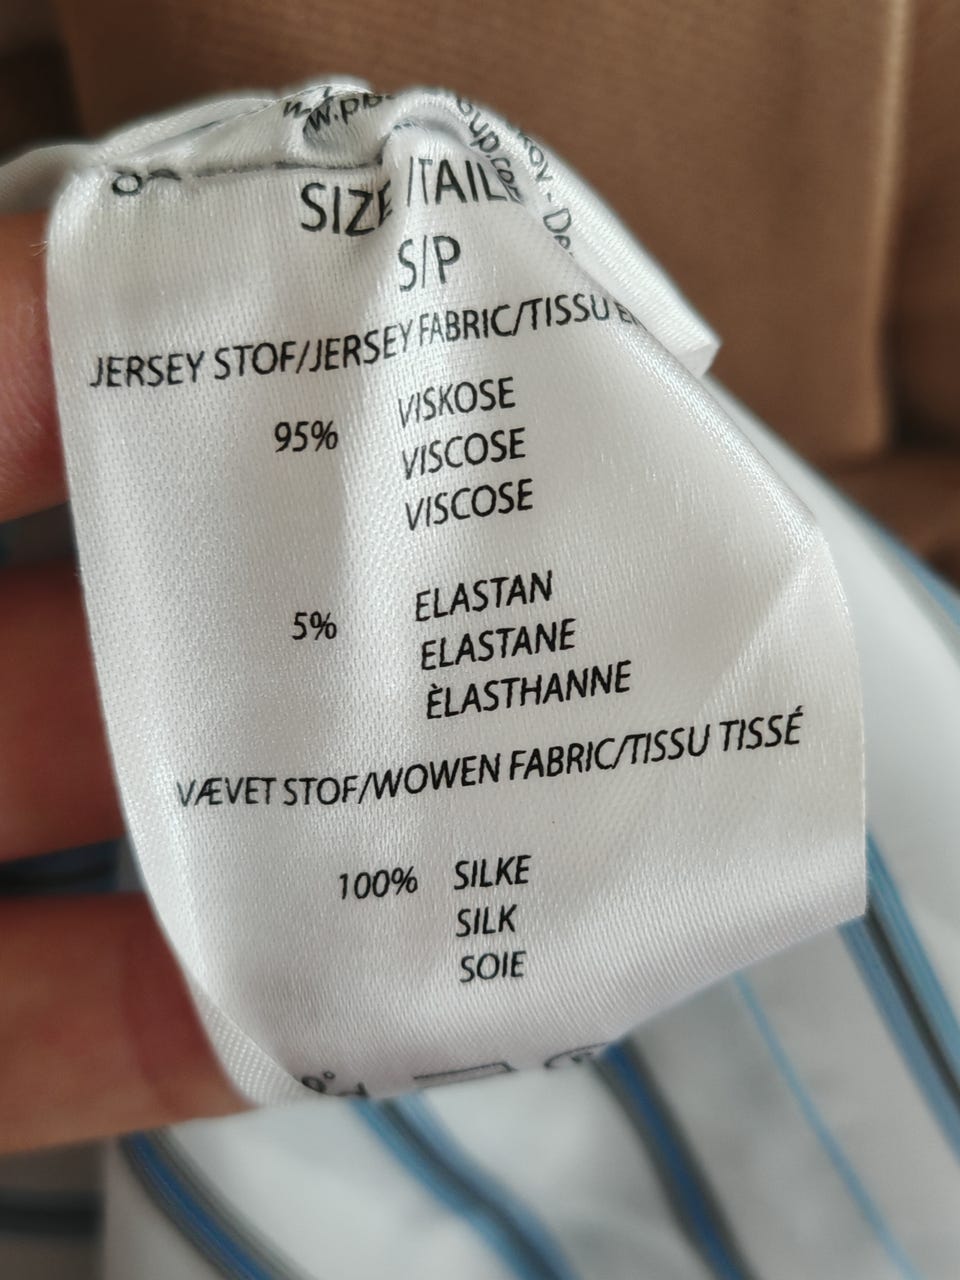 SIZE /TAILL
S/P
JERSEY STOF/JERSEY FABRIC/TISSU
95% VISKOSE
VISCOSE
VISCOSE
5% ELASTAN
ELASTANE
ÈLASTHANNE
VÆVET STOF/WOWEN FABRIC/TISSU TISSÉ
100% SILKE
SILK
SOIE